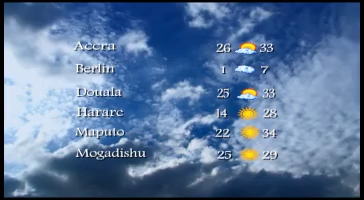 Accra 26 33
Berlin 1 7
Douala 25 33
Harare 14 28
Maputo 22 34
Mogadishu 25 29